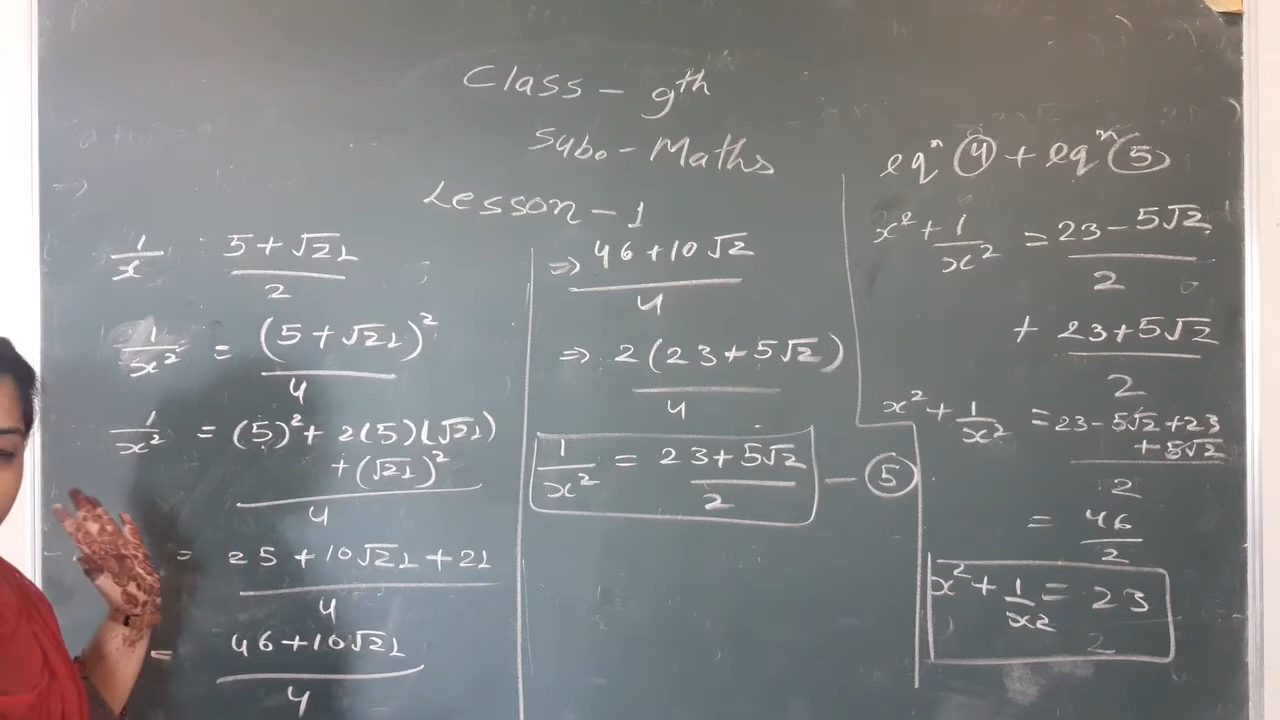 Class - 9th
Sub. - Maths
Lesson - 1
1/x 5+√21/2
1/x² = (5+√21)²/4
1/x² = (5)²+2(5)(√21)
+(√21)²
4
= 25+10√21+21/4
= 46+10√21/4
⇒ 46+10√2/4
⇒ 2(23+5√2)/4
1/x² = 23+5√2/2 - ⑤
eqⁿ ④ + eqⁿ ⑤
x²+1/x² = 23-5√2/2
+ 23+5√2/2
x²+1/x² = 23-5√2+23
+5√2
2
= 46/2
x²+1/x² = 23
2